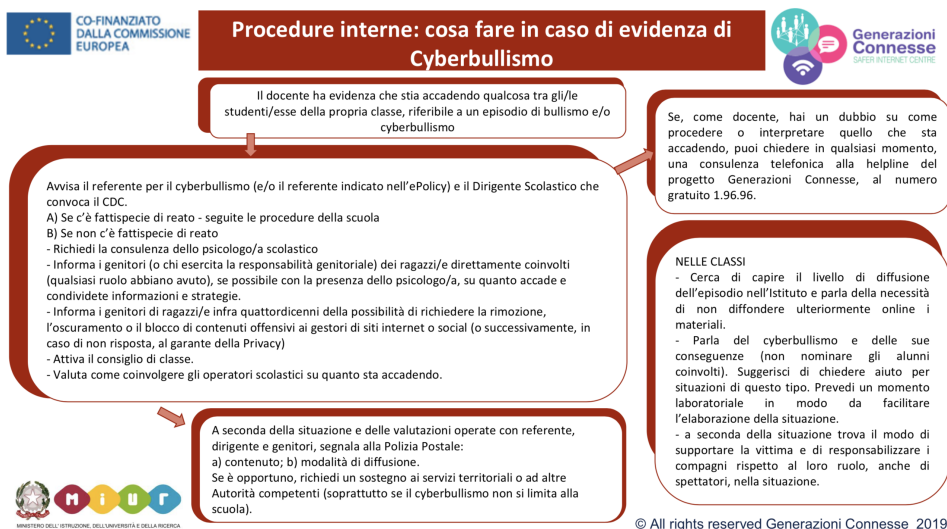 CO-FINANZIATO
DALLA COMMISSIONE
EUROPEA
Procedure interne: cosa fare in caso di evidenza di
Cyberbullismo
Generazioni
Connesse
SAFER INTERNET CENTRE
Il docente ha evidenza che stia accadendo qualcosa tra gli/le
studenti/esse della propria classe, riferibile a un episodio di bullismo e/o
cyberbullismo
Se, come docente, hai un dubbio su come
procedere o interpretare quello che sta
accadendo, puoi chiedere in qualsiasi momento,
una consulenza telefonica alla helpline del
progetto Generazioni Connesse, al numero
gratuito 1.96.96.
Avvisa il referente per il cyberbullismo (e/o il referente indicato nell’ePolicy) e il Dirigente Scolastico che
convoca il CDC.
A) Se c’è fattispecie di reato - seguite le procedure della scuola
B) Se non c’è fattispecie di reato
- Richiedi la consulenza dello psicologo/a scolastico
- Informa i genitori (o chi esercita la responsabilità genitoriale) dei ragazzi/e direttamente coinvolti
(qualsiasi ruolo abbiano avuto), se possibile con la presenza dello psicologo/a, su quanto accade e
condividete informazioni e strategie.
- Informa i genitori di ragazzi/e infra quattordicenni della possibilità di richiedere la rimozione,
l’oscuramento o il blocco di contenuti offensivi ai gestori di siti internet o social (o successivamente, in
caso di non risposta, al garante della Privacy)
- Attiva il consiglio di classe.
- Valuta come coinvolgere gli operatori scolastici su quanto sta accadendo.
NELLE CLASSI
- Cerca di capire il livello di diffusione
dell’episodio nell’Istituto e parla della necessità
di non diffondere ulteriormente online i
materiali.
- Parla del cyberbullismo e delle sue
conseguenze (non nominare gli alunni
coinvolti). Suggerisci di chiedere aiuto per
situazioni di questo tipo. Prevedi un momento
laboratoriale in modo da facilitare
l’elaborazione della situazione.
- a seconda della situazione trova il modo di
supportare la vittima e di responsabilizzare i
compagni rispetto al loro ruolo, anche di
spettatori, nella situazione.
A seconda della situazione e delle valutazioni operate con referente,
dirigente e genitori, segnala alla Polizia Postale:
a) contenuto; b) modalità di diffusione.
Se è opportuno, richiedi un sostegno ai servizi territoriali o ad altre
Autorità competenti (soprattutto se il cyberbullismo non si limita alla
scuola).
miur
MINISTERO DELL’ISTRUZIONE, DELL’UNIVERSITÀ E DELLA RICERCA
© All rights reserved Generazioni Connesse 2019